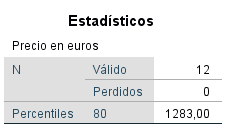 Estadísticos
Precio en euros
N Válido 12
Perdidos 0
Percentiles 80 1283,00